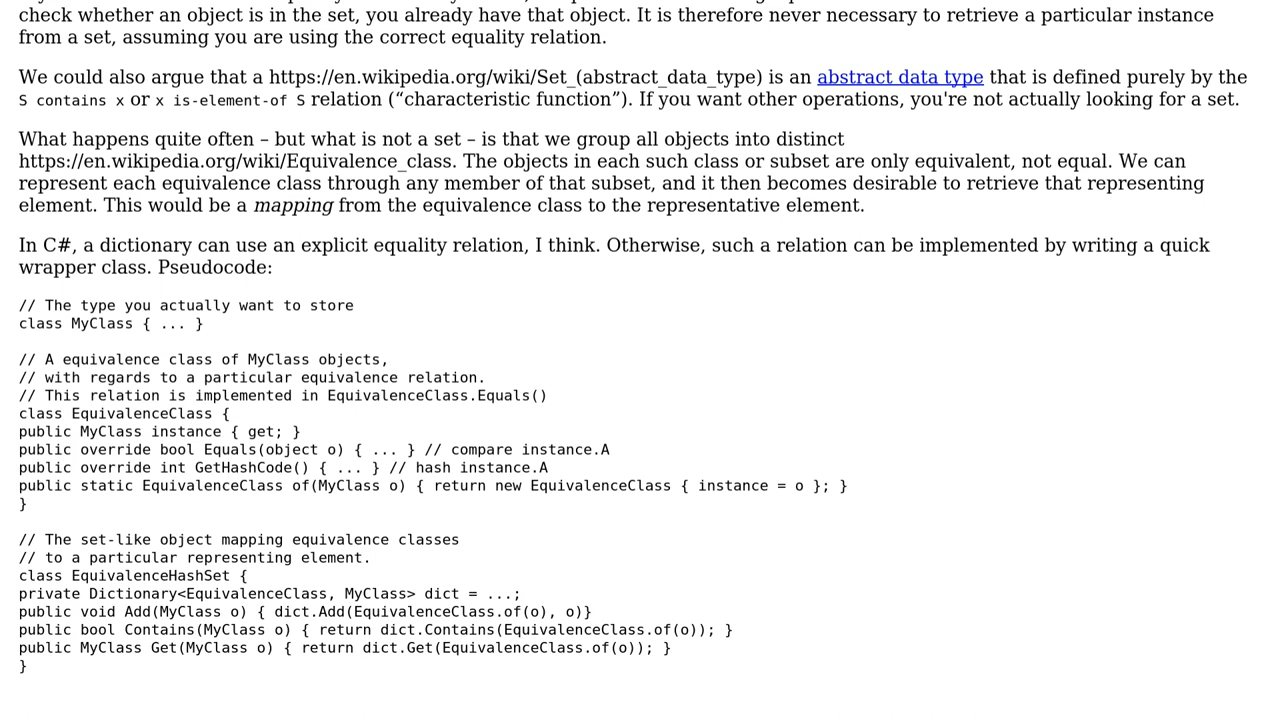 check whether an object is in the set, you already have that object. It is therefore never necessary to retrieve a particular instance
from a set, assuming you are using the correct equality relation.
We could also argue that a https://en.wikipedia.org/wiki/Set_(abstract_data_type) is an abstract data type that is defined purely by the
S contains x or x is-element-of S relation (“characteristic function”). If you want other operations, you're not actually looking for a set.
What happens quite often – but what is not a set – is that we group all objects into distinct
https://en.wikipedia.org/wiki/Equivalence_class. The objects in each such class or subset are only equivalent, not equal. We can
represent each equivalence class through any member of that subset, and it then becomes desirable to retrieve that representing
element. This would be a mapping from the equivalence class to the representative element.
In C#, a dictionary can use an explicit equality relation, I think. Otherwise, such a relation can be implemented by writing a quick
wrapper class. Pseudocode:
// The type you actually want to store
class MyClass { ... }
// A equivalence class of MyClass objects,
// with regards to a particular equivalence relation.
// This relation is implemented in EquivalenceClass.Equals()
class EquivalenceClass {
public MyClass instance { get; }
public override bool Equals(object o) { ... } // compare instance.A
public override int GetHashCode() { ... } // hash instance.A
public static EquivalenceClass of(MyClass o) { return new EquivalenceClass { instance = o }; }
}
// The set-like object mapping equivalence classes
// to a particular representing element.
class EquivalenceHashSet {
private Dictionary<EquivalenceClass, MyClass> dict = ...;
public void Add(MyClass o) { dict.Add(EquivalenceClass.of(o), o)}
public bool Contains(MyClass o) { return dict.Contains(EquivalenceClass.of(o)); }
public MyClass Get(MyClass o) { return dict.Get(EquivalenceClass.of(o)); }
}